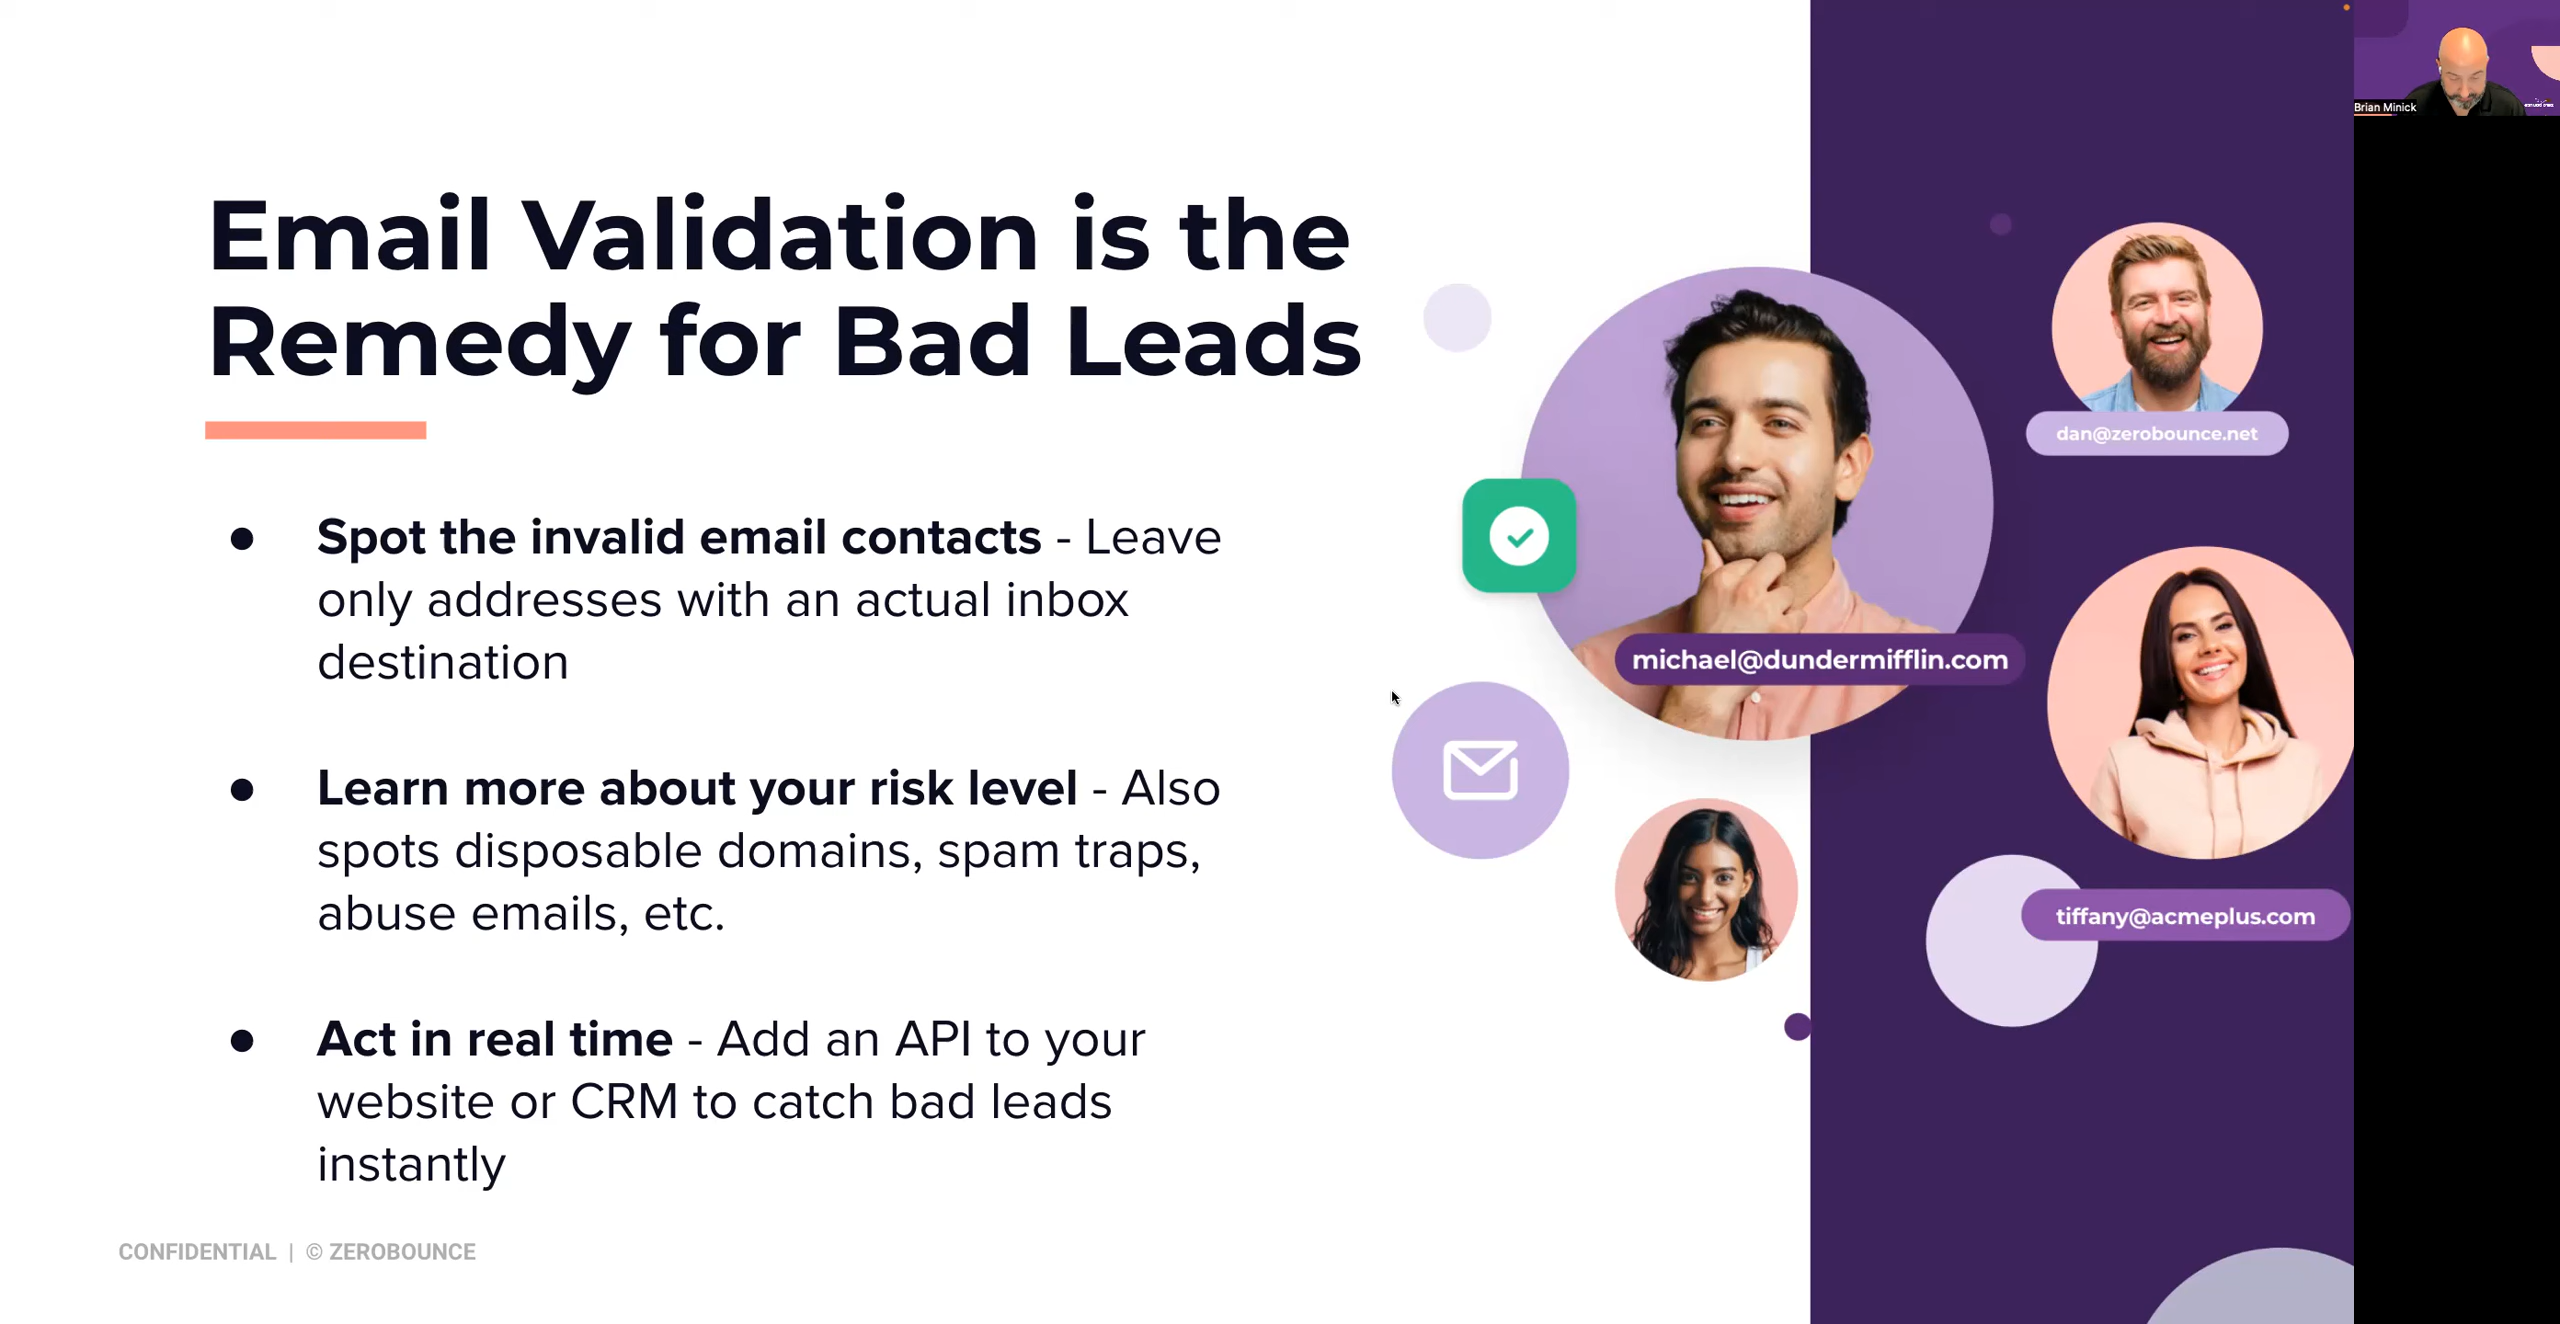 Email Validation is the
Remedy for Bad Leads
● Spot the invalid email contacts - Leave
only addresses with an actual inbox
destination
● Learn more about your risk level - Also
spots disposable domains, spam traps,
abuse emails, etc.
● Act in real time - Add an API to your
website or CRM to catch bad leads
instantly
CONFIDENTIAL | © ZEROBOUNCE
michael@dundermifflin.com
dan@zerobounce.net
tiffany@acmeplus.com
Brian Minick